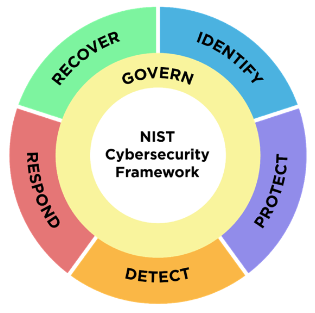 RECOVER
IDENTIFY
GOVERN
NIST
Cybersecurity
Framework
RESPOND
PROTECT
DETECT